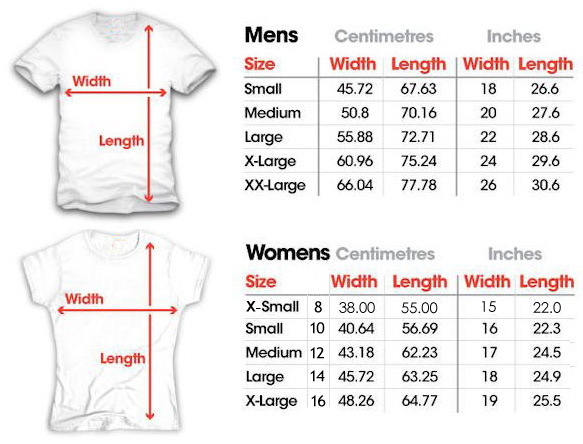 Mens Centimetres Inches
Size Width Length Width Length
Small 45.72 67.63 18 26.6
Medium 50.8 70.16 20 27.6
Large 55.88 72.71 22 28.6
X-Large 60.96 75.24 24 29.6
XX-Large 66.04 77.78 26 30.6
Width
Length
Womens Centimetres Inches
Size Width Length Width Length
X-Small 8 38.00 55.00 15 22.0
Small 10 40.64 56.69 16 22.3
Medium 12 43.18 62.23 17 24.5
Large 14 45.72 63.25 18 24.9
X-Large 16 48.26 64.77 19 25.5
Width
Length